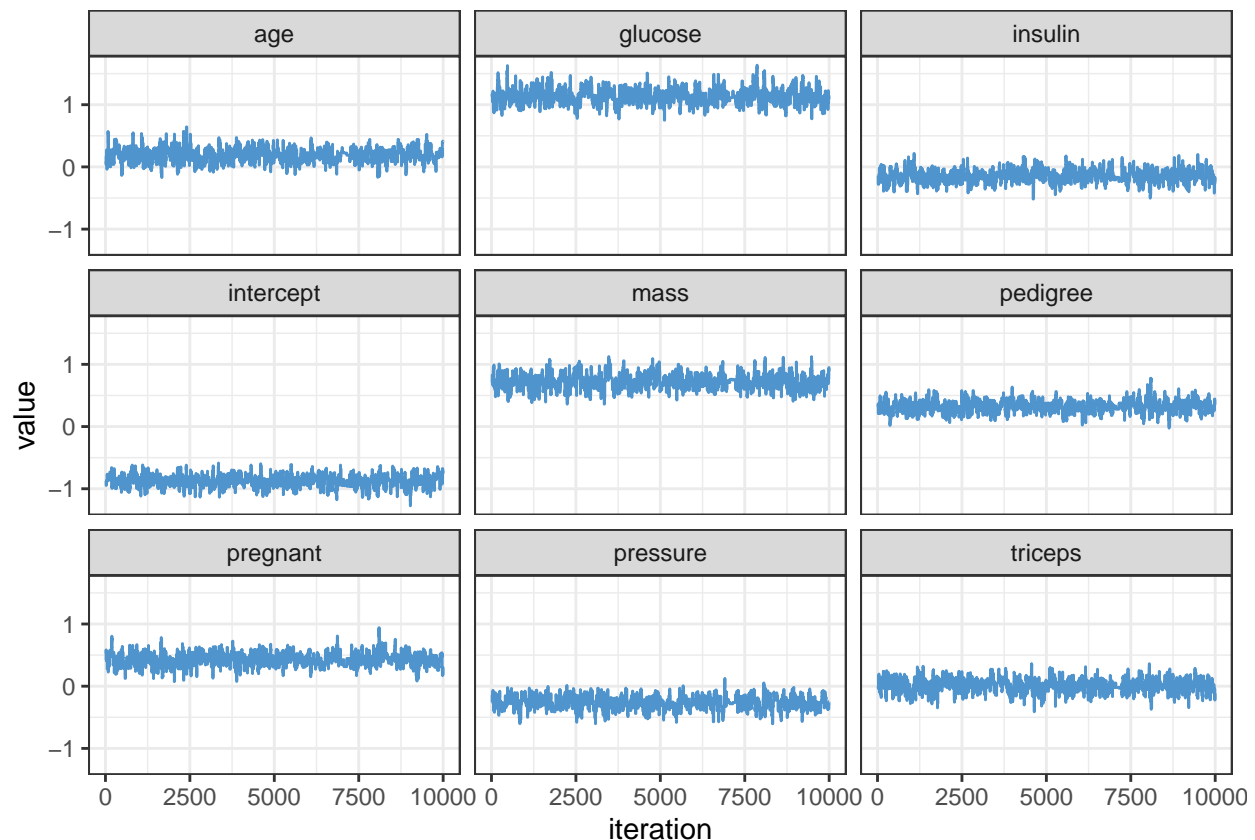 age glucose insulin
1
0
−1
intercept mass pedigree
1
0
−1
pregnant pressure triceps
1
0
−1
0 2500 5000 7500 10000 0 2500 5000 7500 10000 0 2500 5000 7500 10000
iteration
value